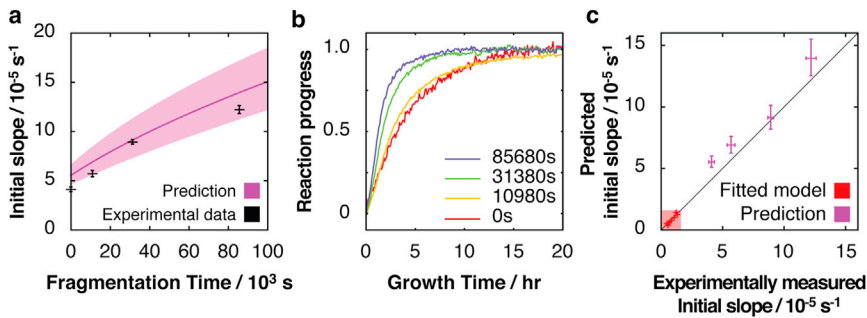 a
20
15
10
5
0
0 20 40 60 80 100
Initial slope / 10⁻⁵ s⁻¹
Fragmentation Time / 10³ s
Prediction
Experimental data
b
1.0
0.5
0
0 5 10 15 20
Reaction progress
Growth Time / hr
85680s
31380s
10980s
0s
c
15
10
5
0
0 5 10 15
Predicted
initial slope / 10⁻⁵ s⁻¹
Fitted model
Prediction
Experimentally measured
Initial slope / 10⁻⁵ s⁻¹